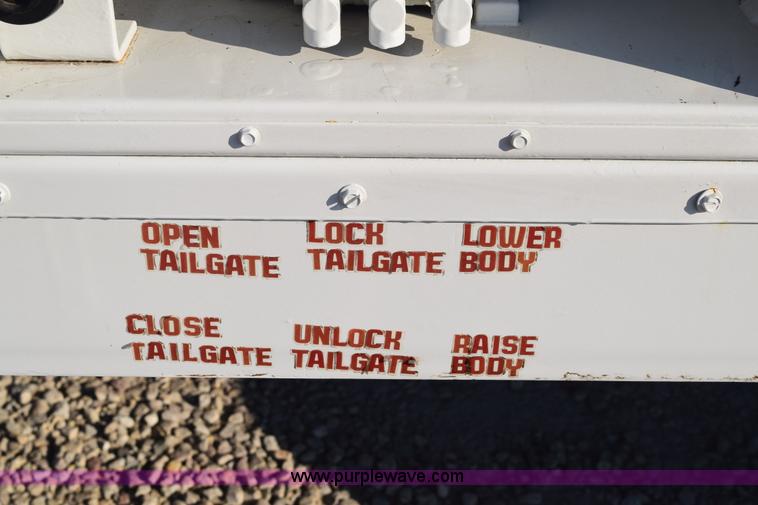 OPEN
TAILGATE
LOCK
TAILGATE
LOWER
BODY
CLOSE
TAILGATE
UNLOCK
TAILGATE
RAISE
BODY
www.purplewave.com